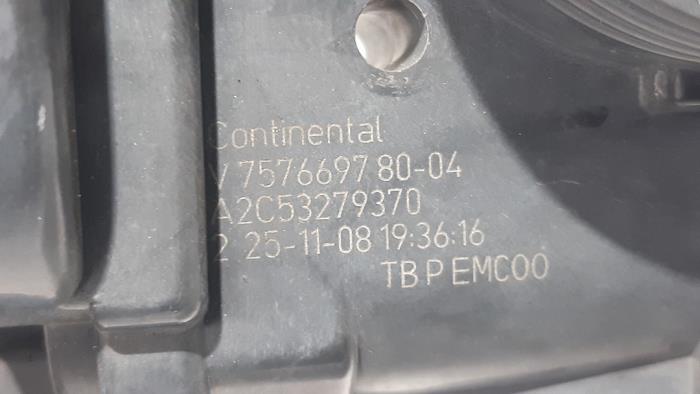 Continental
V 7576697 80-04
A2C53279370
2 25-11-08 19:36:16
TB P EMC00